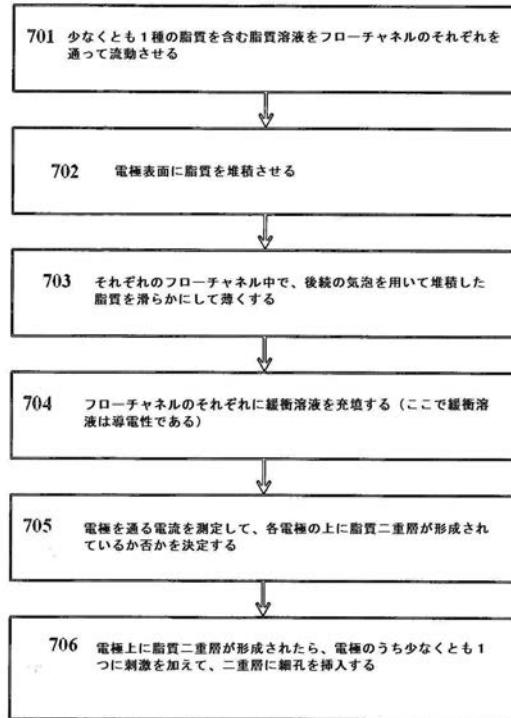 701 少なくとも1種の脂質を含む脂質溶液をフローチャネルのそれぞれを
通って流動させる
702 電極表面に脂質を堆積させる
703 それぞれのフローチャネル中で、後続の気泡を用いて堆積した
脂質を滑らかにして薄くする
704 フローチャネルのそれぞれに緩衝溶液を充填する（ここで緩衝溶
液は導電性である）
705 電極を通る電流を測定して、各電極の上に脂質二重層が形成され
ているか否かを決定する
706 電極上に脂質二重層が形成されたら、電極のうち少なくとも1
つに刺激を加えて、二重層に細孔を挿入する